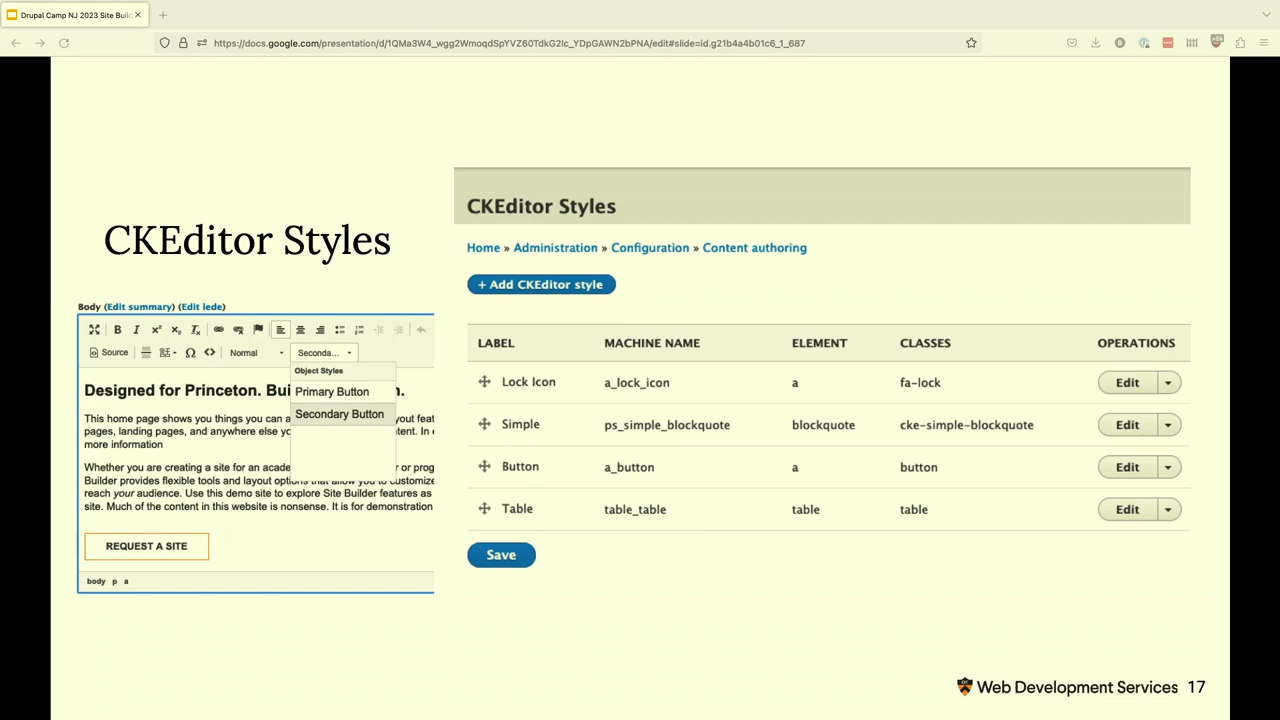 Drupal Camp NJ 2023 Site Buil
https://docs.google.com/presentation/d/1QMa3W4_wgg2WmoqdSpYVZ60TdkG2lc_YDpGAWN2bPNA/edit#slide=id.g21b4a4b01c6_1_687
CKEditor Styles
Body (Edit summary) (Edit lede)
Source
Normal
Seconda...
Object Styles
Primary Button
Secondary Button
Designed for Princeton. Bui n.
This home page shows you things you can a yout feat
pages, landing pages, and anywhere else yo ntent. In
more information
Whether you are creating a site for an acade r or prog
Builder provides flexible tools and layout options that allow you to customize
reach your audience. Use this demo site to explore Site Builder features as
site. Much of the content in this website is nonsense. It is for demonstration
REQUEST A SITE
body p a
CKEditor Styles
Home » Administration » Configuration » Content authoring
+ Add CKEditor style
LABEL MACHINE NAME ELEMENT CLASSES OPERATIONS
Lock Icon a_lock_icon a fa-lock Edit
Simple ps_simple_blockquote blockquote cke-simple-blockquote Edit
Button a_button a button Edit
Table table_table table table Edit
Save
Web Development Services 17